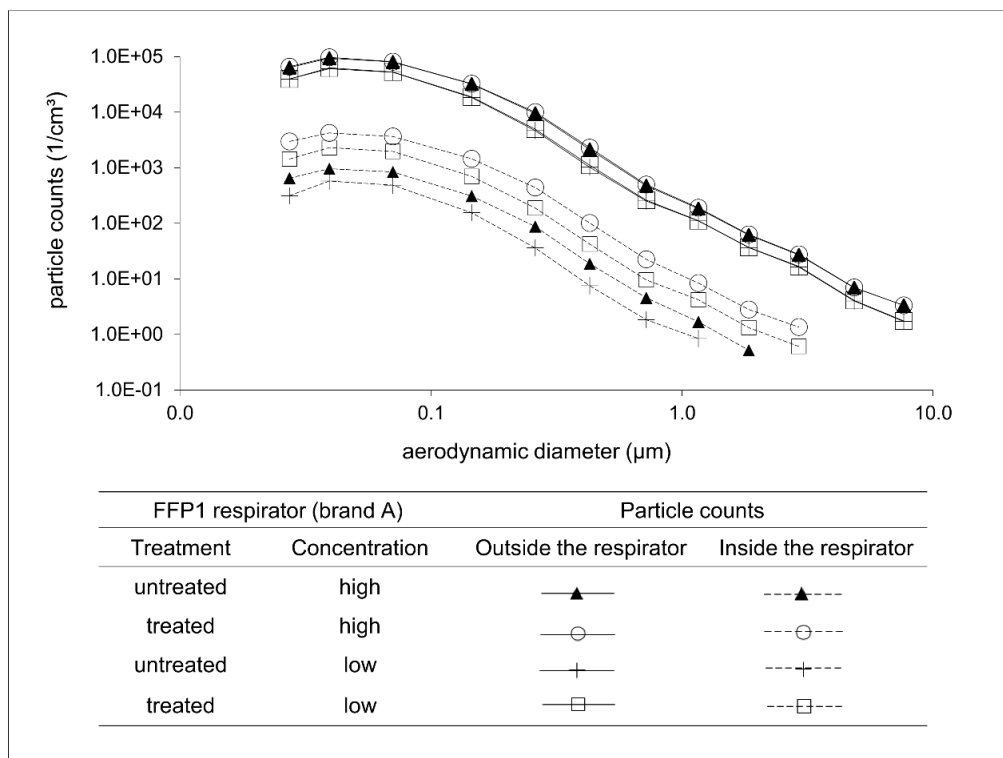 1.0E+05
1.0E+04
1.0E+03
1.0E+02
1.0E+01
1.0E+00
1.0E-01
particle counts (1/cm³)
0.0 0.1 1.0 10.0
aerodynamic diameter (µm)
FFP1 respirator (brand A) Particle counts
Treatment Concentration Outside the respirator Inside the respirator
untreated high
treated high
untreated low
treated low